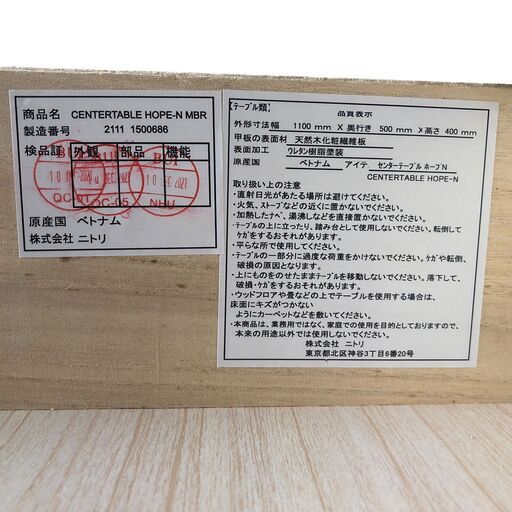 商品名 CENTERTABLE HOPE-N MBR
製造番号 2111 1500686
検品証 外観 部品 機能
10 DEC 2021
QC-05
NHU
原産国 ベトナム
株式会社 ニトリ
【テーブル類】
品質表示
外形寸法幅 1100 mm X 奥行き 500 mm X 高さ 400 mm
甲板の表面材 天然木化粧繊維板
表面加工 ウレタン樹脂塗装
原産国 ベトナム アイテ センターテーブル ホープN
CENTERTABLE HOPE-N
取り扱い上の注意
・直射日光があたる場所は避けてください。
・火気、ストーブなどの近くに置かないでください。
・加熱したナベ、湯沸しなどを直接置かないでください。
・テーブルの上に立ったり、踏み台として使用しないでください。転倒して
ケガをするおそれがあります。
・平らな所で使用してください。
・テーブルの一部分に過度な荷重をかけないでください。ケガや転倒、
破損の原因となります。
・上にものをのせたままテーブルを移動しないでください。落下して、
破損・ケガをするおそれがあります。
・ウッドフロアや畳などの上でテーブルを使用する場合は、
床面にキズがつかない
ようにカーペットなどを敷いてください。
・本商品は、業務用ではなく、家庭での使用を目的としておりますので、
本来の用途以外では使用しないでください。
株式会社 ニトリ
東京都北区神谷3丁目6番20号